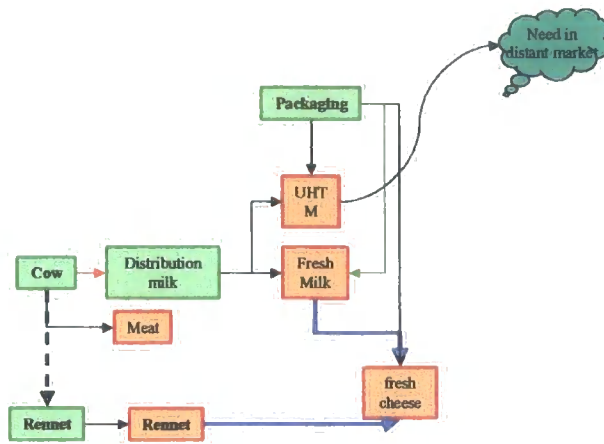 Need in
distant market
Packaging
UHT
M
Cow
Distribution
milk
Fresh
Milk
Meat
fresh
cheese
Rennet
Rennet